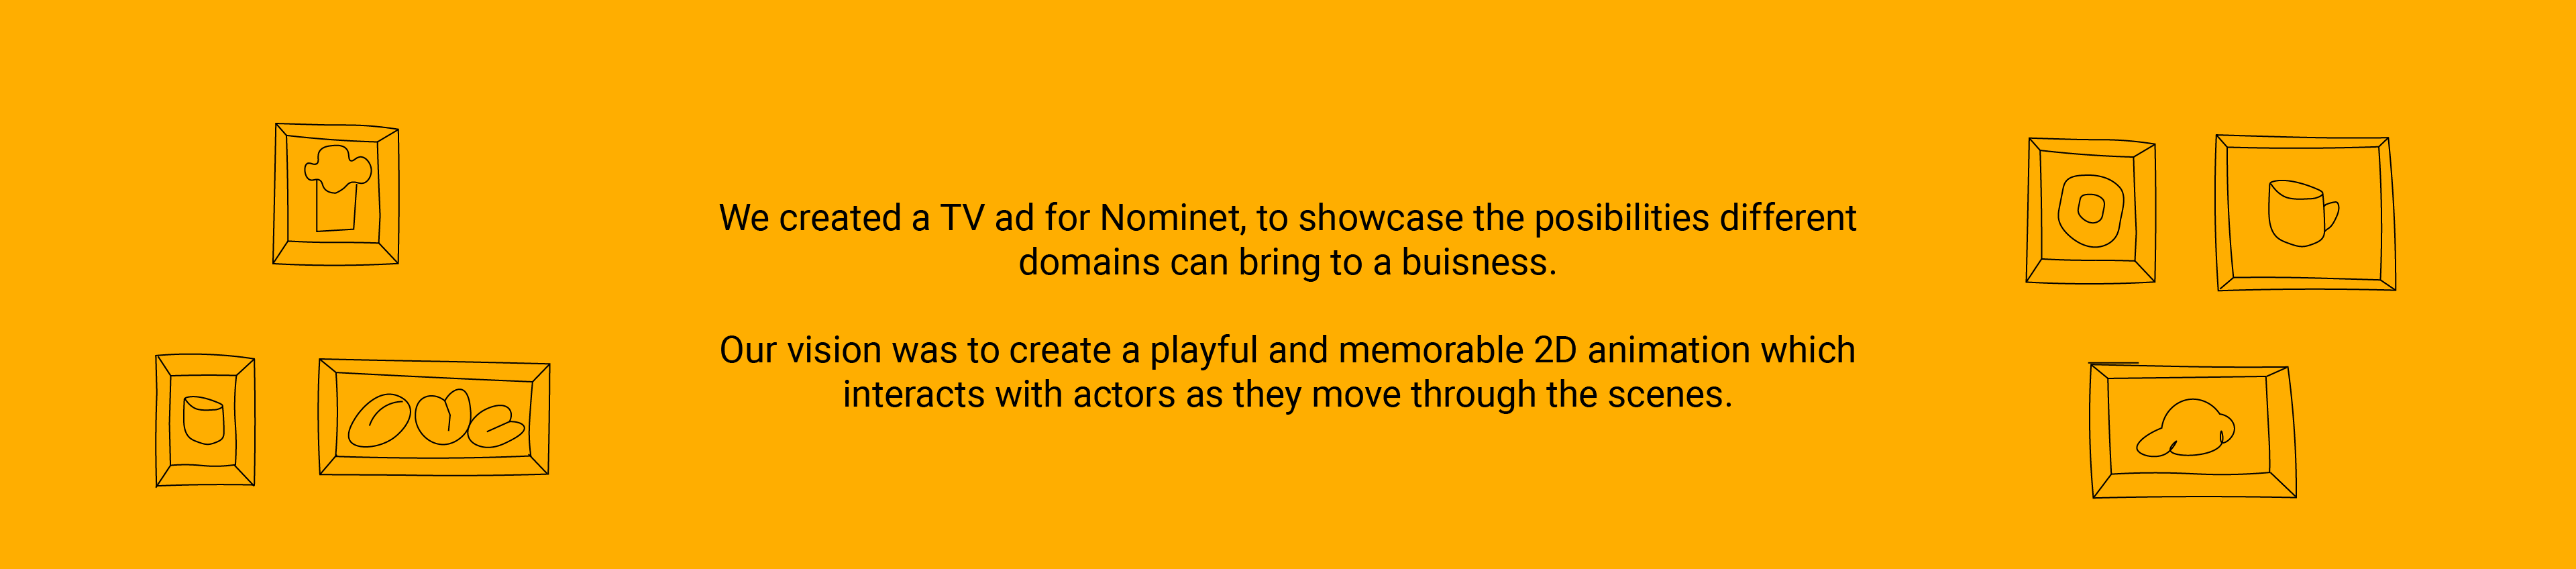 We created a TV ad for Nominet, to showcase the posibilities different
domains can bring to a buisness.
Our vision was to create a playful and memorable 2D animation which
interacts with actors as they move through the scenes.